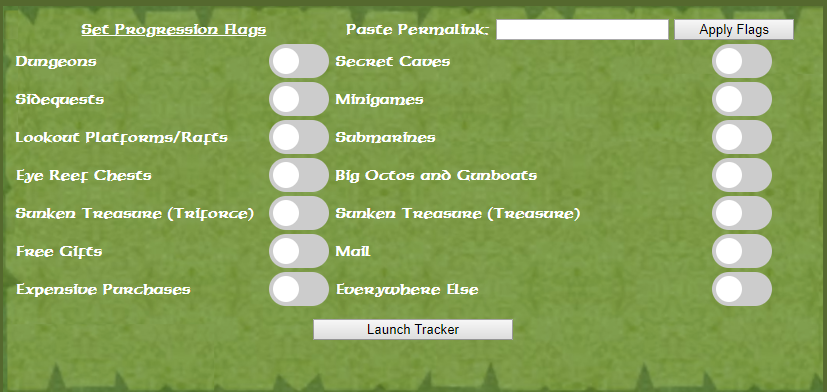 Set Progression Flags Paste Permalink: Apply Flags
Dungeons Secret Caves
Sidequests Minigames
Lookout Platforms/Rafts Submarines
Eye Reef Chests Big Octos and Gunboats
Sunken Treasure (Triforce) Sunken Treasure (Treasure)
Free Gifts Mail
Expensive Purchases Everywhere Else
Launch Tracker